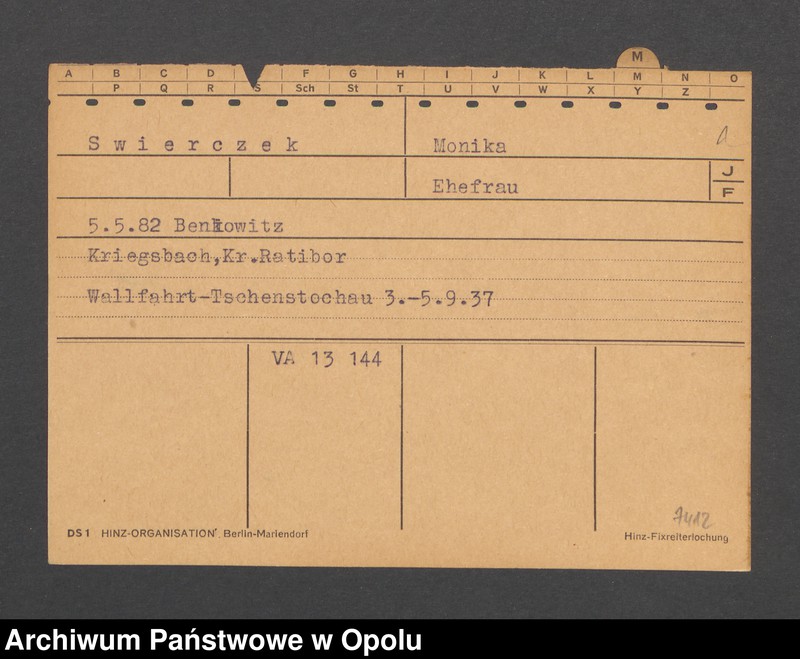 M
A B C D F G H I J K L M N O
P Q R S Sch St T U V W X Y Z
Swierczek Monika
Ehefrau J
F
5.5.82 Benkowitz
Kriegsbach,Kr.Ratibor
Wallfahrt-Tschenstochau 3.-5.9.37
VA 13 144
7412
DS1 HINZ-ORGANISATION Berlin-Mariendorf Hinz-Fixreiterlochung
Archiwum Państwowe w Opolu